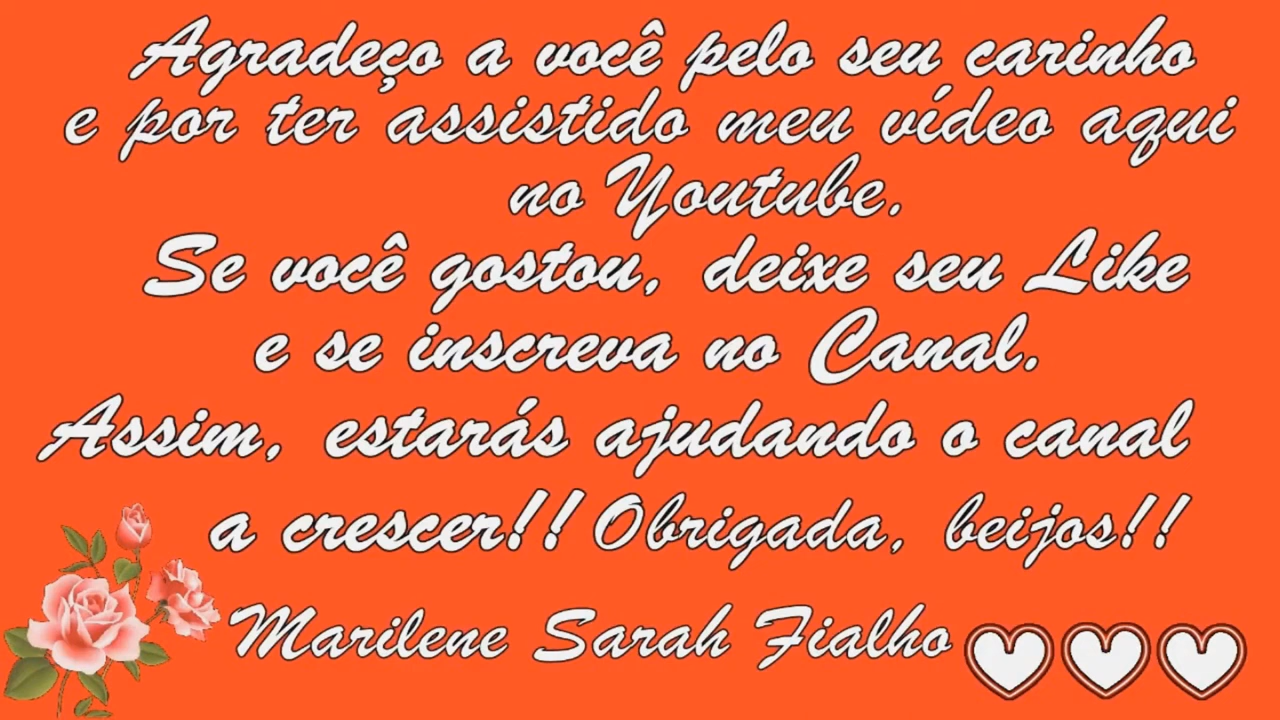 Agradeço a você pelo seu carinho
e por ter assistido meu vídeo aqui
no Youtube.
Se você gostou, deixe seu Like
e se inscreva no Canal.
Assim, estarás ajudando o canal
a crescer!! Obrigada, beijos!!
Marilene Sarah Fialho